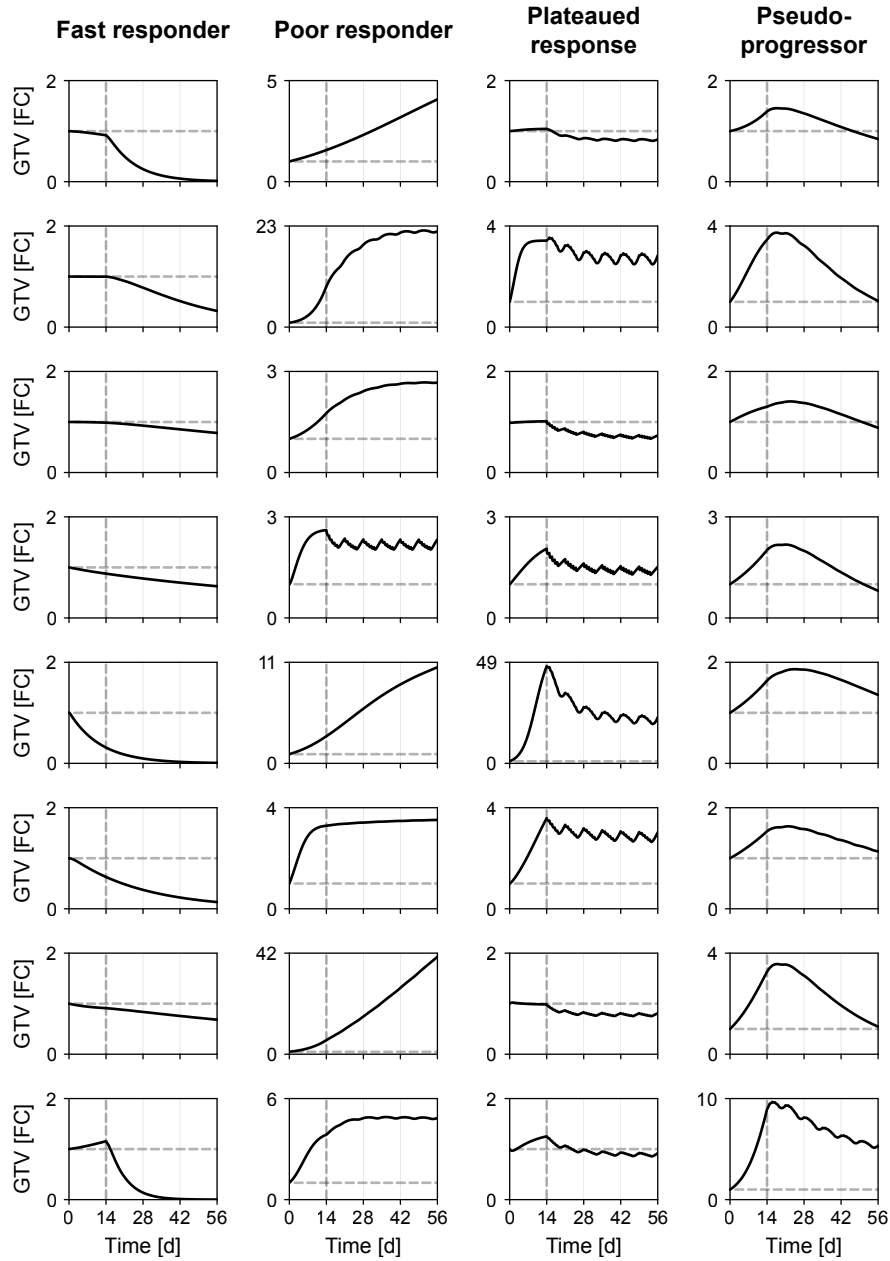 Fast responder Poor responder Plateaued response Pseudo-progressor
GTV [FC] 2 0 5 0 2 0 2 0
GTV [FC] 2 0 23 0 4 0 4 0
GTV [FC] 2 0 3 0 2 0 2 0
GTV [FC] 2 0 3 0 3 0 3 0
GTV [FC] 2 0 11 0 49 0 2 0
GTV [FC] 2 0 4 0 4 0 2 0
GTV [FC] 2 0 42 0 2 0 4 0
GTV [FC] 2 0 6 0 2 0 10 0
0 14 28 42 56 0 14 28 42 56 0 14 28 42 56 0 14 28 42 56
Time [d] Time [d] Time [d] Time [d]